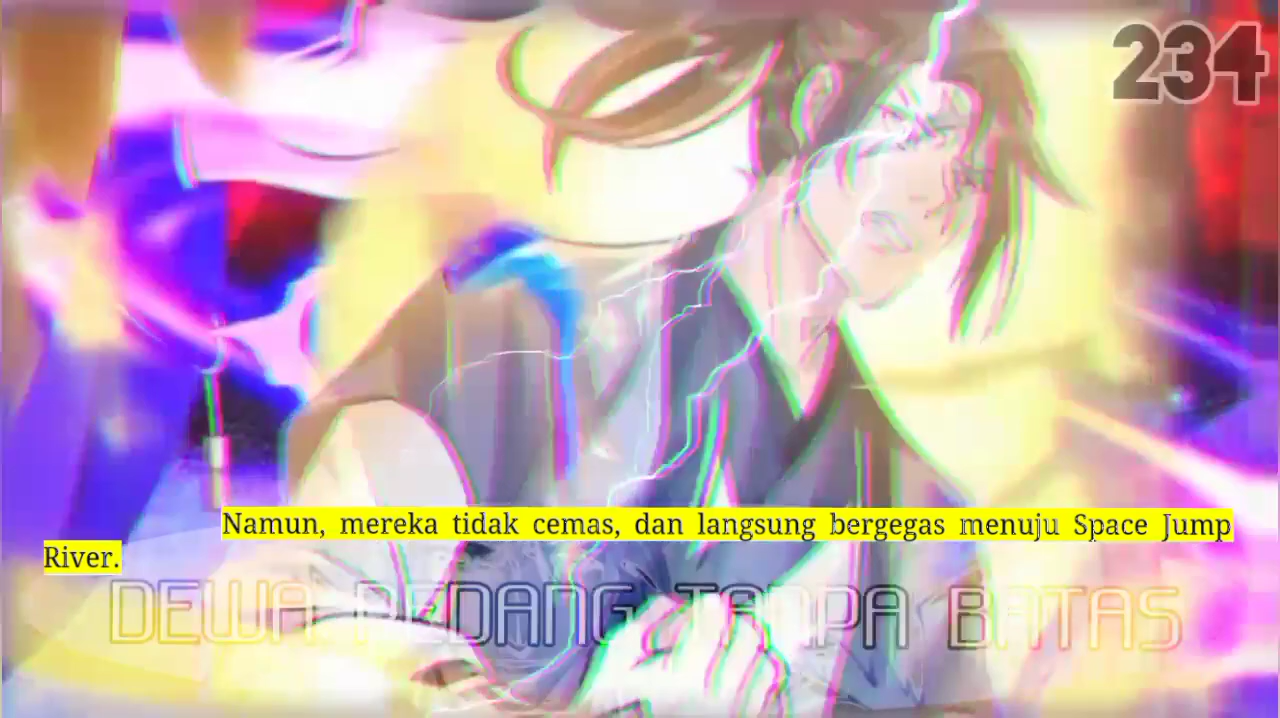 234
Namun, mereka tidak cemas, dan langsung bergegas menuju Space Jump
River.
DEWA PEDANG TANPA BATAS